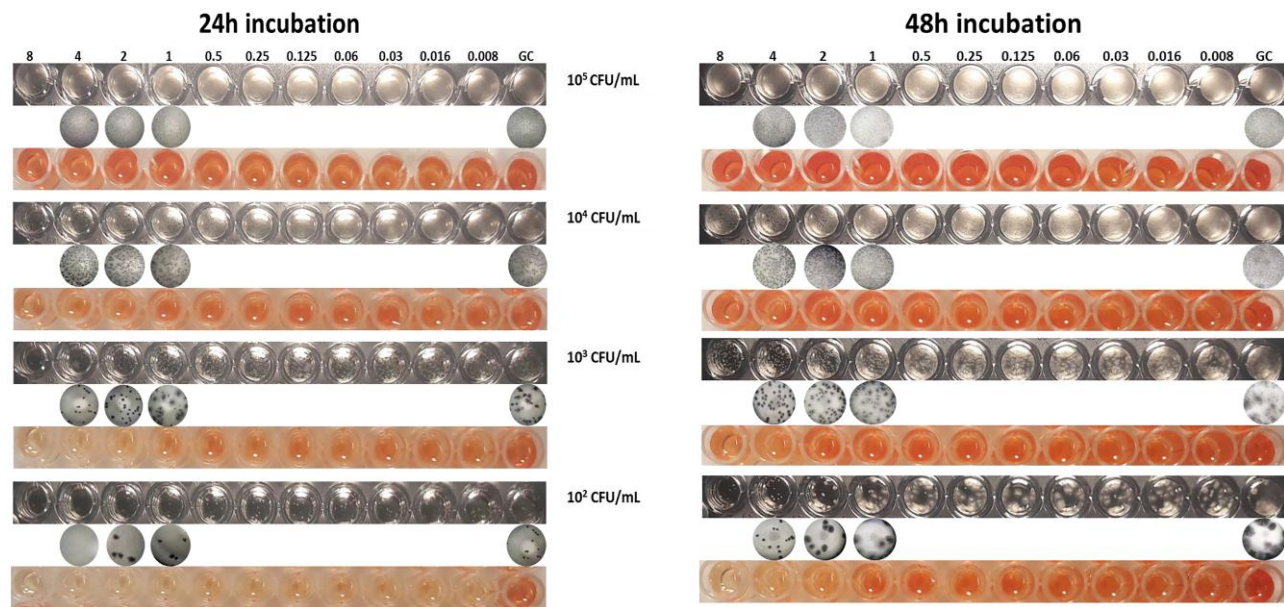 24h incubation
48h incubation
8 4 2 1 0.5 0.25 0.125 0.06 0.03 0.016 0.008 GC
8 4 2 1 0.5 0.25 0.125 0.06 0.03 0.016 0.008 GC
10⁵ CFU/mL
10⁴ CFU/mL
10³ CFU/mL
10² CFU/mL